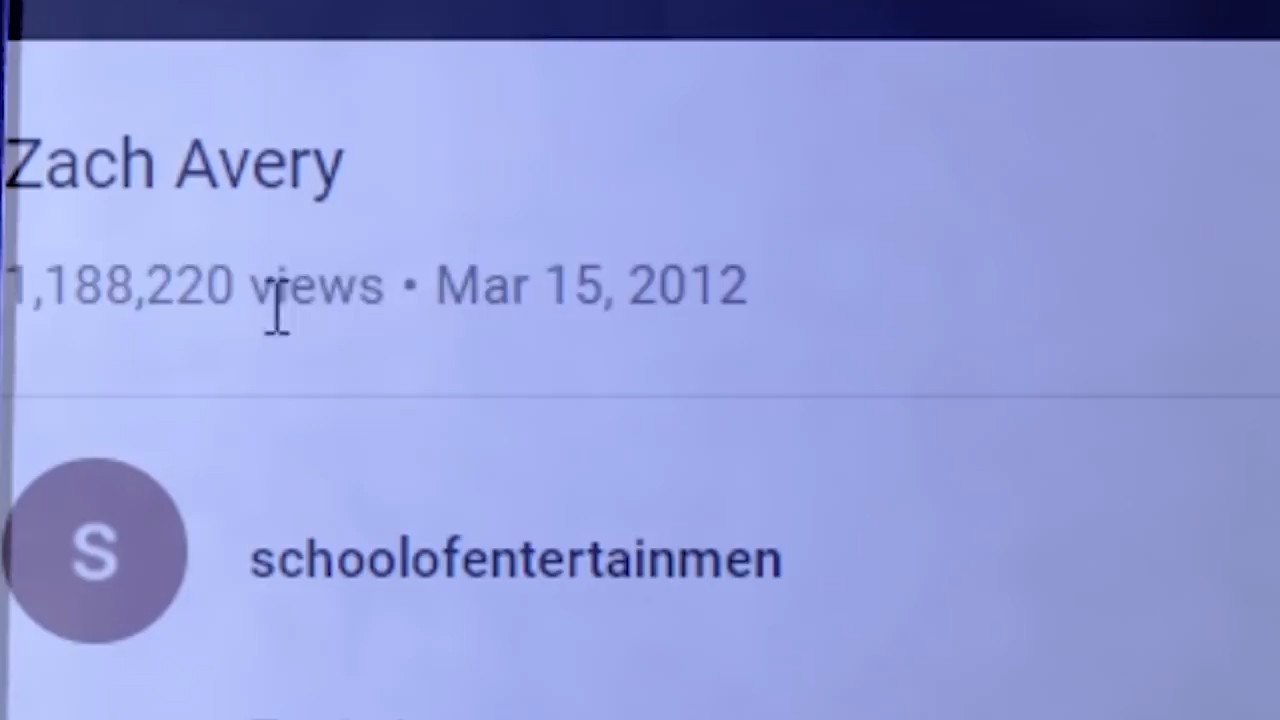 Zach Avery
1,188,220 views • Mar 15, 2012
S
schoolofentertainmen